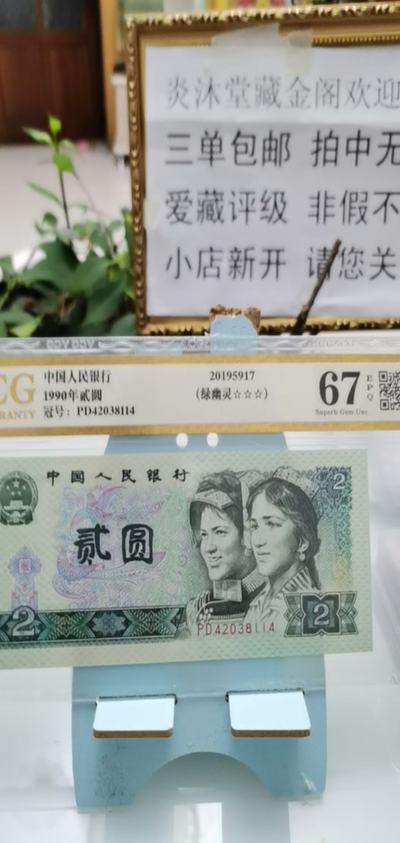 炎沐堂藏金阁欢迎
三单包邮 拍中无
爱藏评级 非假不
小店新开 请您关
CG
RANTY
中国人民银行
1990年贰圆
冠号：PD42038114
20195917
(绿幽灵☆☆☆)
67
EPQ
Superb Gem Unc
中国人民银行
贰圆
2
2
2
PD42038114